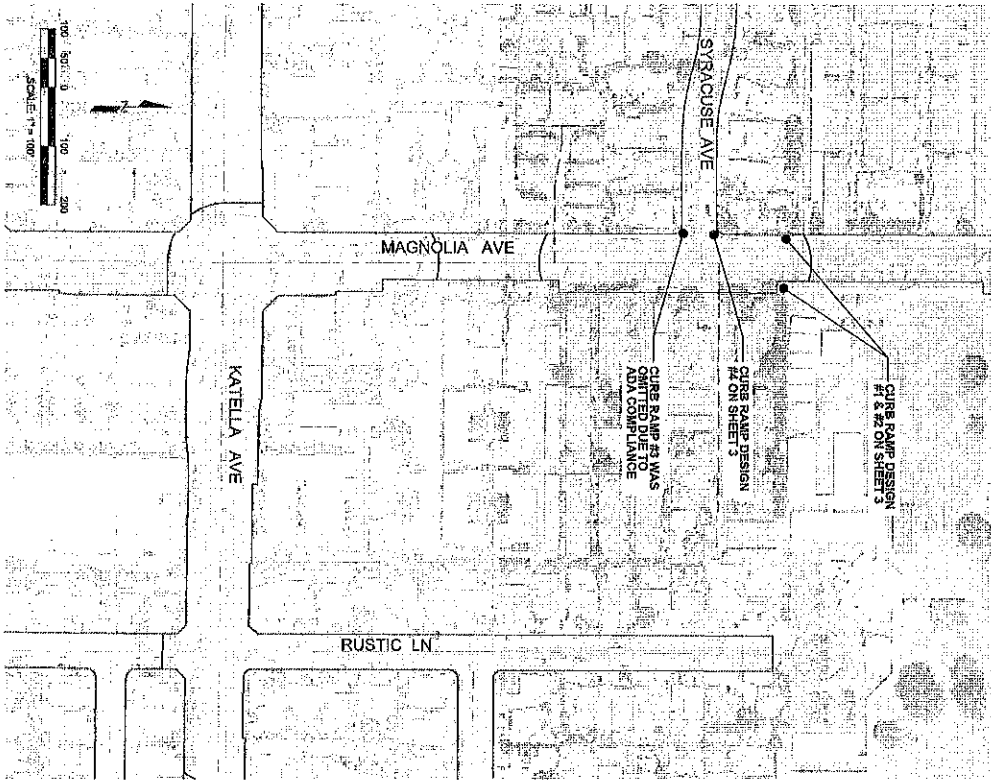 100 50 0 100 200
SCALE: 1" = 100'
SYRACUSE AVE
MAGNOLIA AVE
CURB RAMP DESIGN
#1 & #2 ON SHEET 3
CURB RAMP DESIGN
#4 ON SHEET 3
CURB RAMP #3 WAS
OMITTED DUE TO
ADA COMPLIANCE
KATELLA AVE
RUSTIC LN